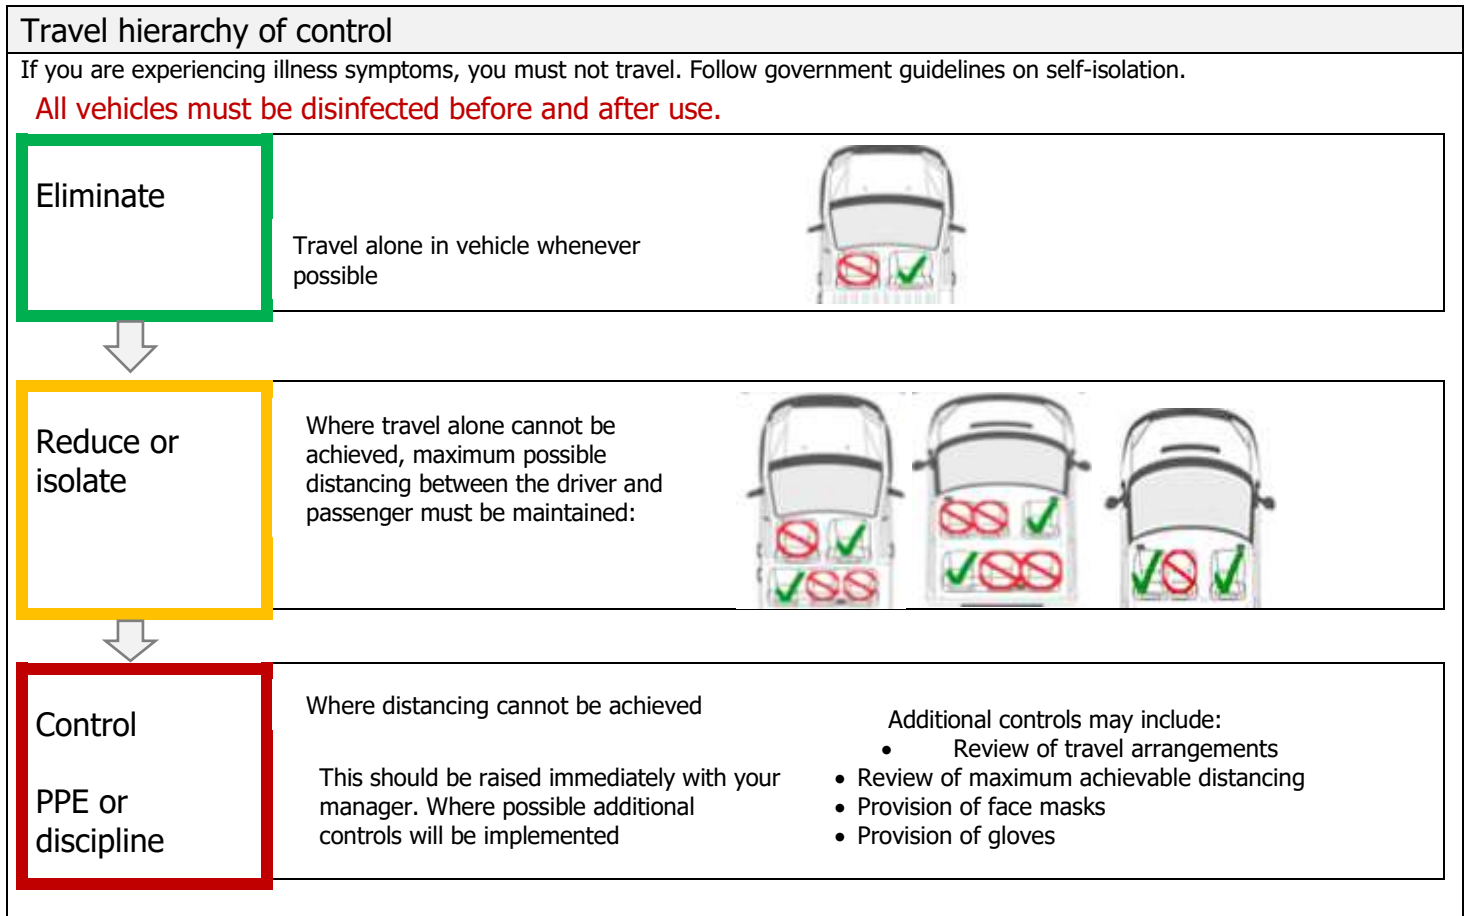 Travel hierarchy of control
If you are experiencing illness symptoms, you must not travel. Follow government guidelines on self-isolation.
All vehicles must be disinfected before and after use.
Eliminate
Travel alone in vehicle whenever
possible
Reduce or
isolate
Where travel alone cannot be
achieved, maximum possible
distancing between the driver and
passenger must be maintained:
Control
PPE or
discipline
Where distancing cannot be achieved
This should be raised immediately with your
manager. Where possible additional
controls will be implemented
Additional controls may include:
• Review of travel arrangements
• Review of maximum achievable distancing
• Provision of face masks
• Provision of gloves